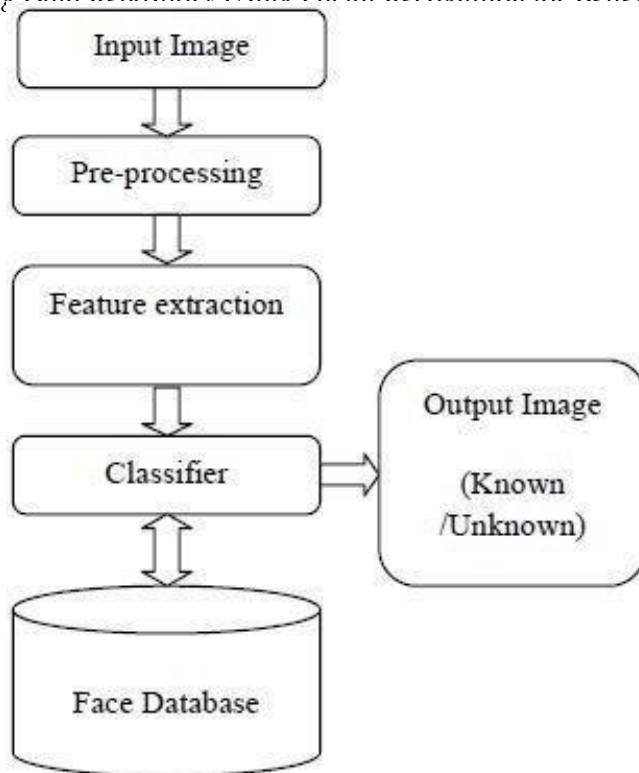 Input Image
Pre-processing
Feature extraction
Classifier
Output Image
(Known
/Unknown)
Face Database